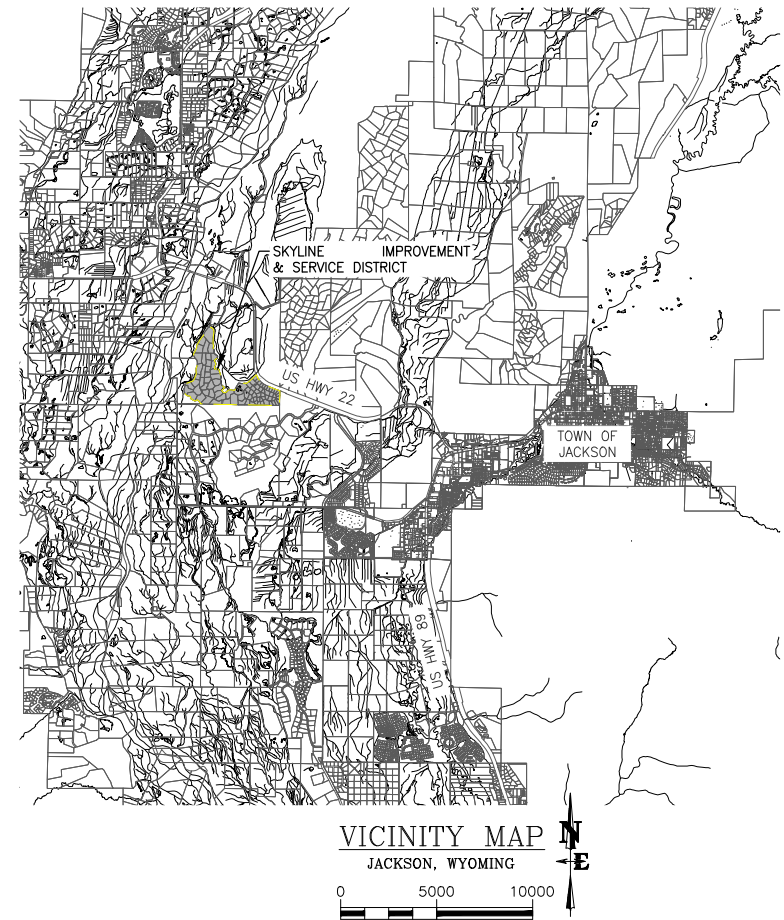 SKYLINE IMPROVEMENT
& SERVICE DISTRICT
US HWY 22
TOWN OF
JACKSON
US HWY 89
VICINITY MAP
JACKSON, WYOMING
N
E
0 5000 10000